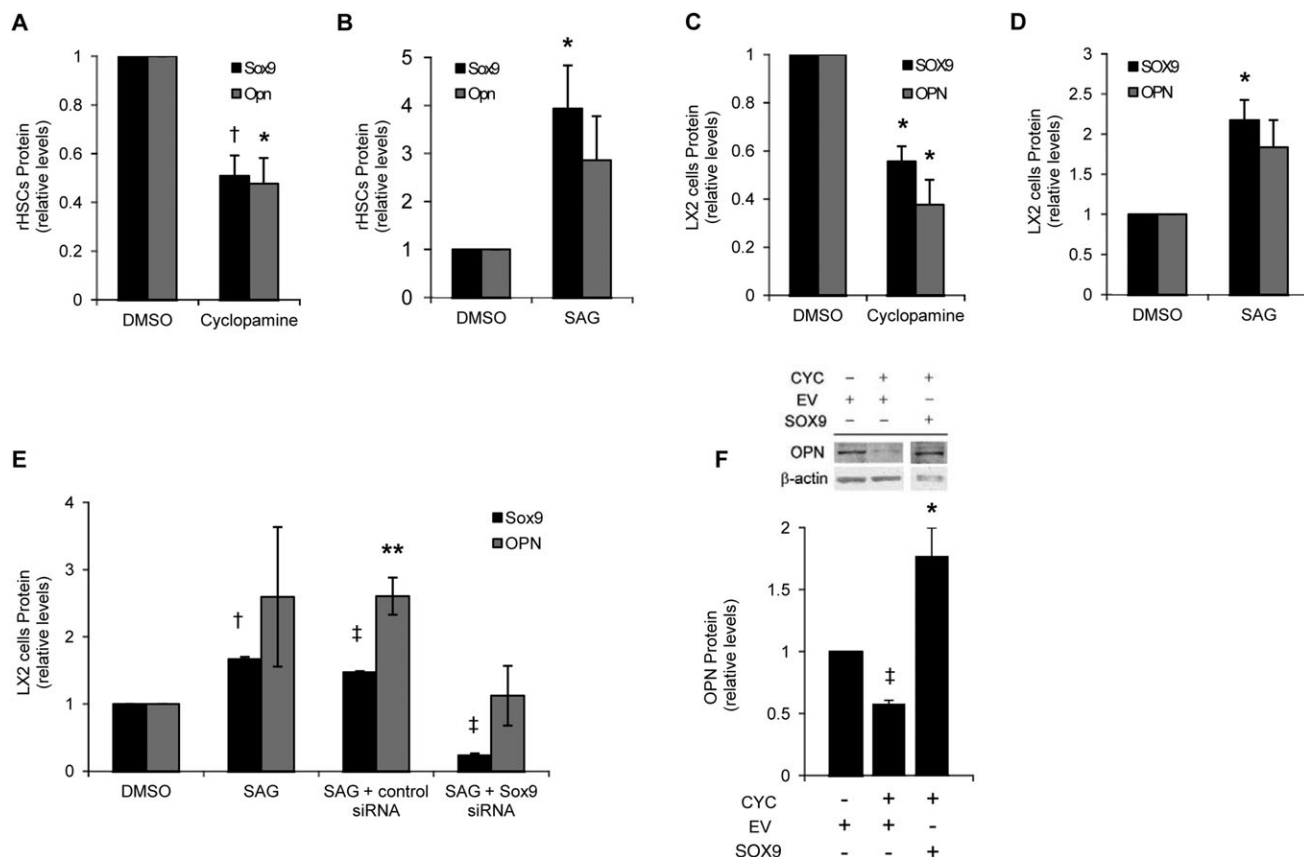 A
rHSCs Protein
(relative levels)
1
0.8
0.6
0.4
0.2
0
Sox9
Opn
†
*
DMSO
Cyclopamine
B
rHSCs Protein
(relative levels)
5
4
3
2
1
0
Sox9
Opn
*
DMSO
SAG
C
LX2 cells Protein
(relative levels)
1
0.8
0.6
0.4
0.2
0
SOX9
OPN
*
*
DMSO
Cyclopamine
D
LX2 cells Protein
(relative levels)
3
2.5
2
1.5
1
0.5
0
SOX9
OPN
*
DMSO
SAG
E
LX2 cells Protein
(relative levels)
4
3
2
1
0
Sox9
OPN
†
‡
**
‡
DMSO
SAG
SAG + control
siRNA
SAG + Sox9
siRNA
F
CYC – + +
EV + + –
SOX9 – – +
OPN
β-actin
OPN Protein
(relative levels)
2
1.5
1
0.5
0
‡
*
CYC - + +
EV + + -
SOX9 - - +